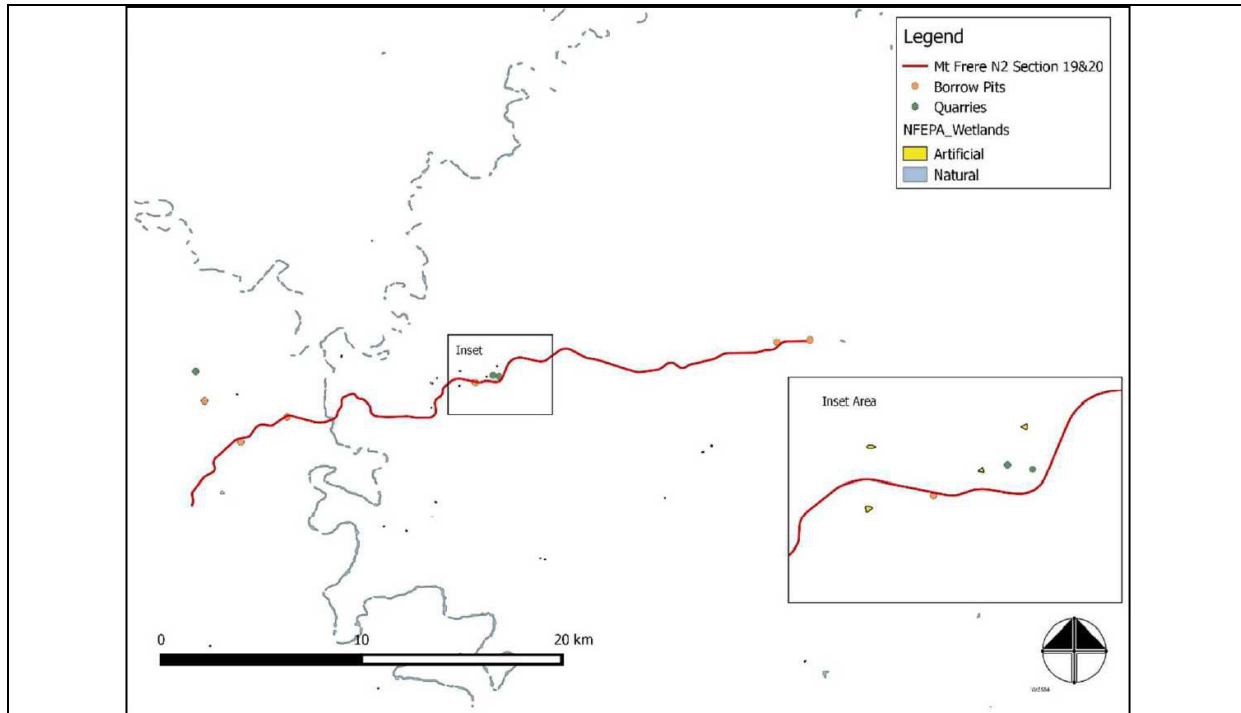 Legend
Mt Frere N2 Section 19&20
Borrow Pits
Quarries
NFEPA_Wetlands
Artificial
Natural
Inset
Inset Area
0 10 20 km